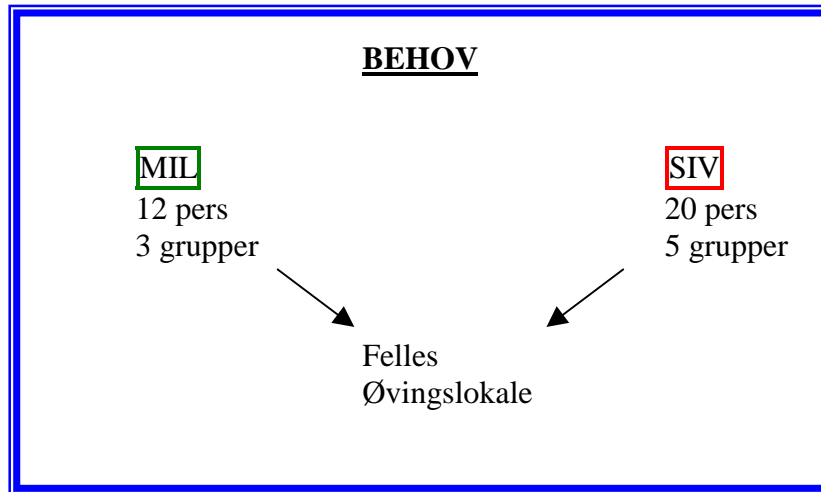 BEHOV
MIL
12 pers
3 grupper
SIV
20 pers
5 grupper
Felles
Øvingslokale